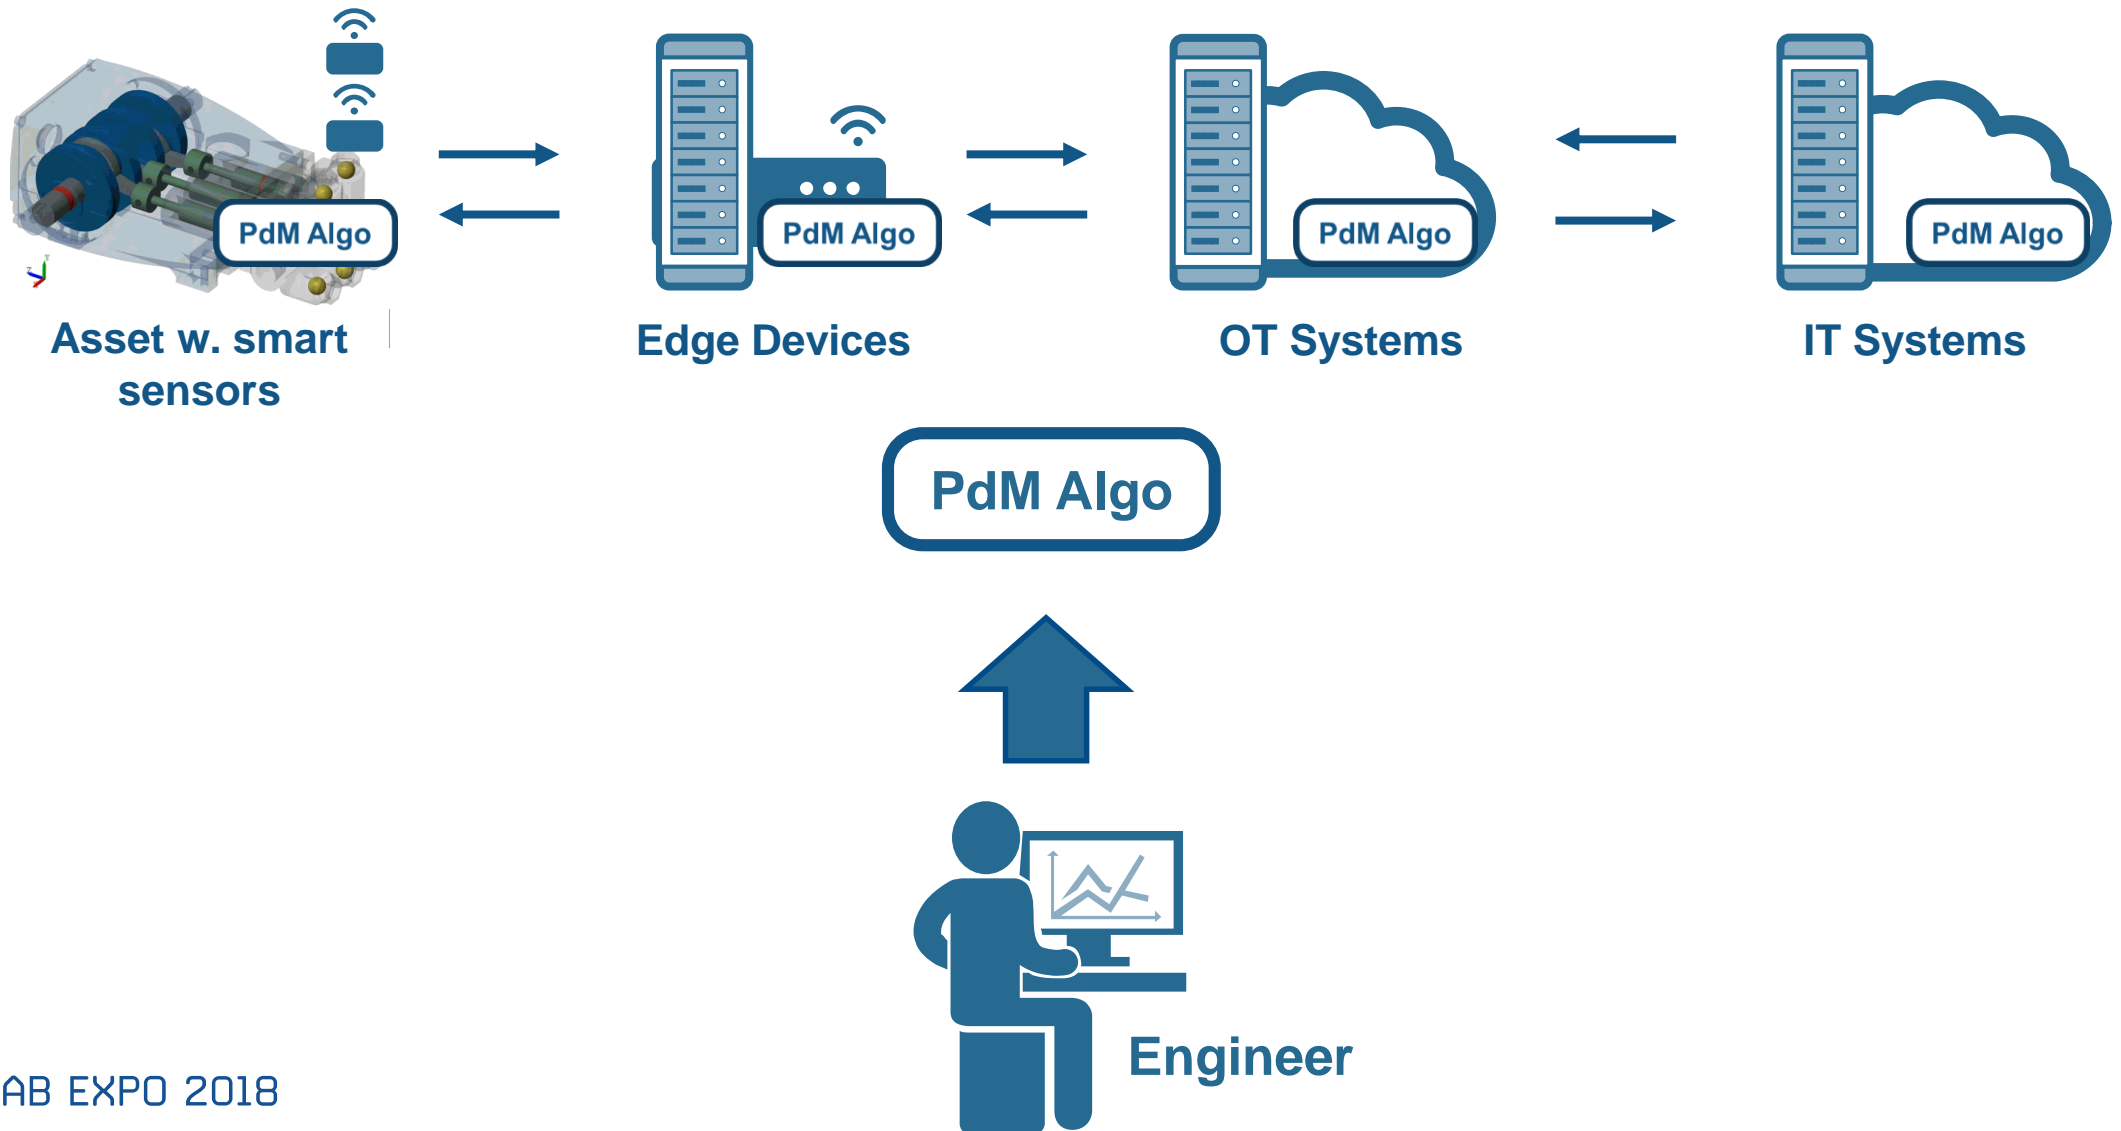 PdM Algo
PdM Algo
PdM Algo
PdM Algo
Asset w. smart
sensors
Edge Devices
OT Systems
IT Systems
PdM Algo
Engineer
AB EXPO 2018